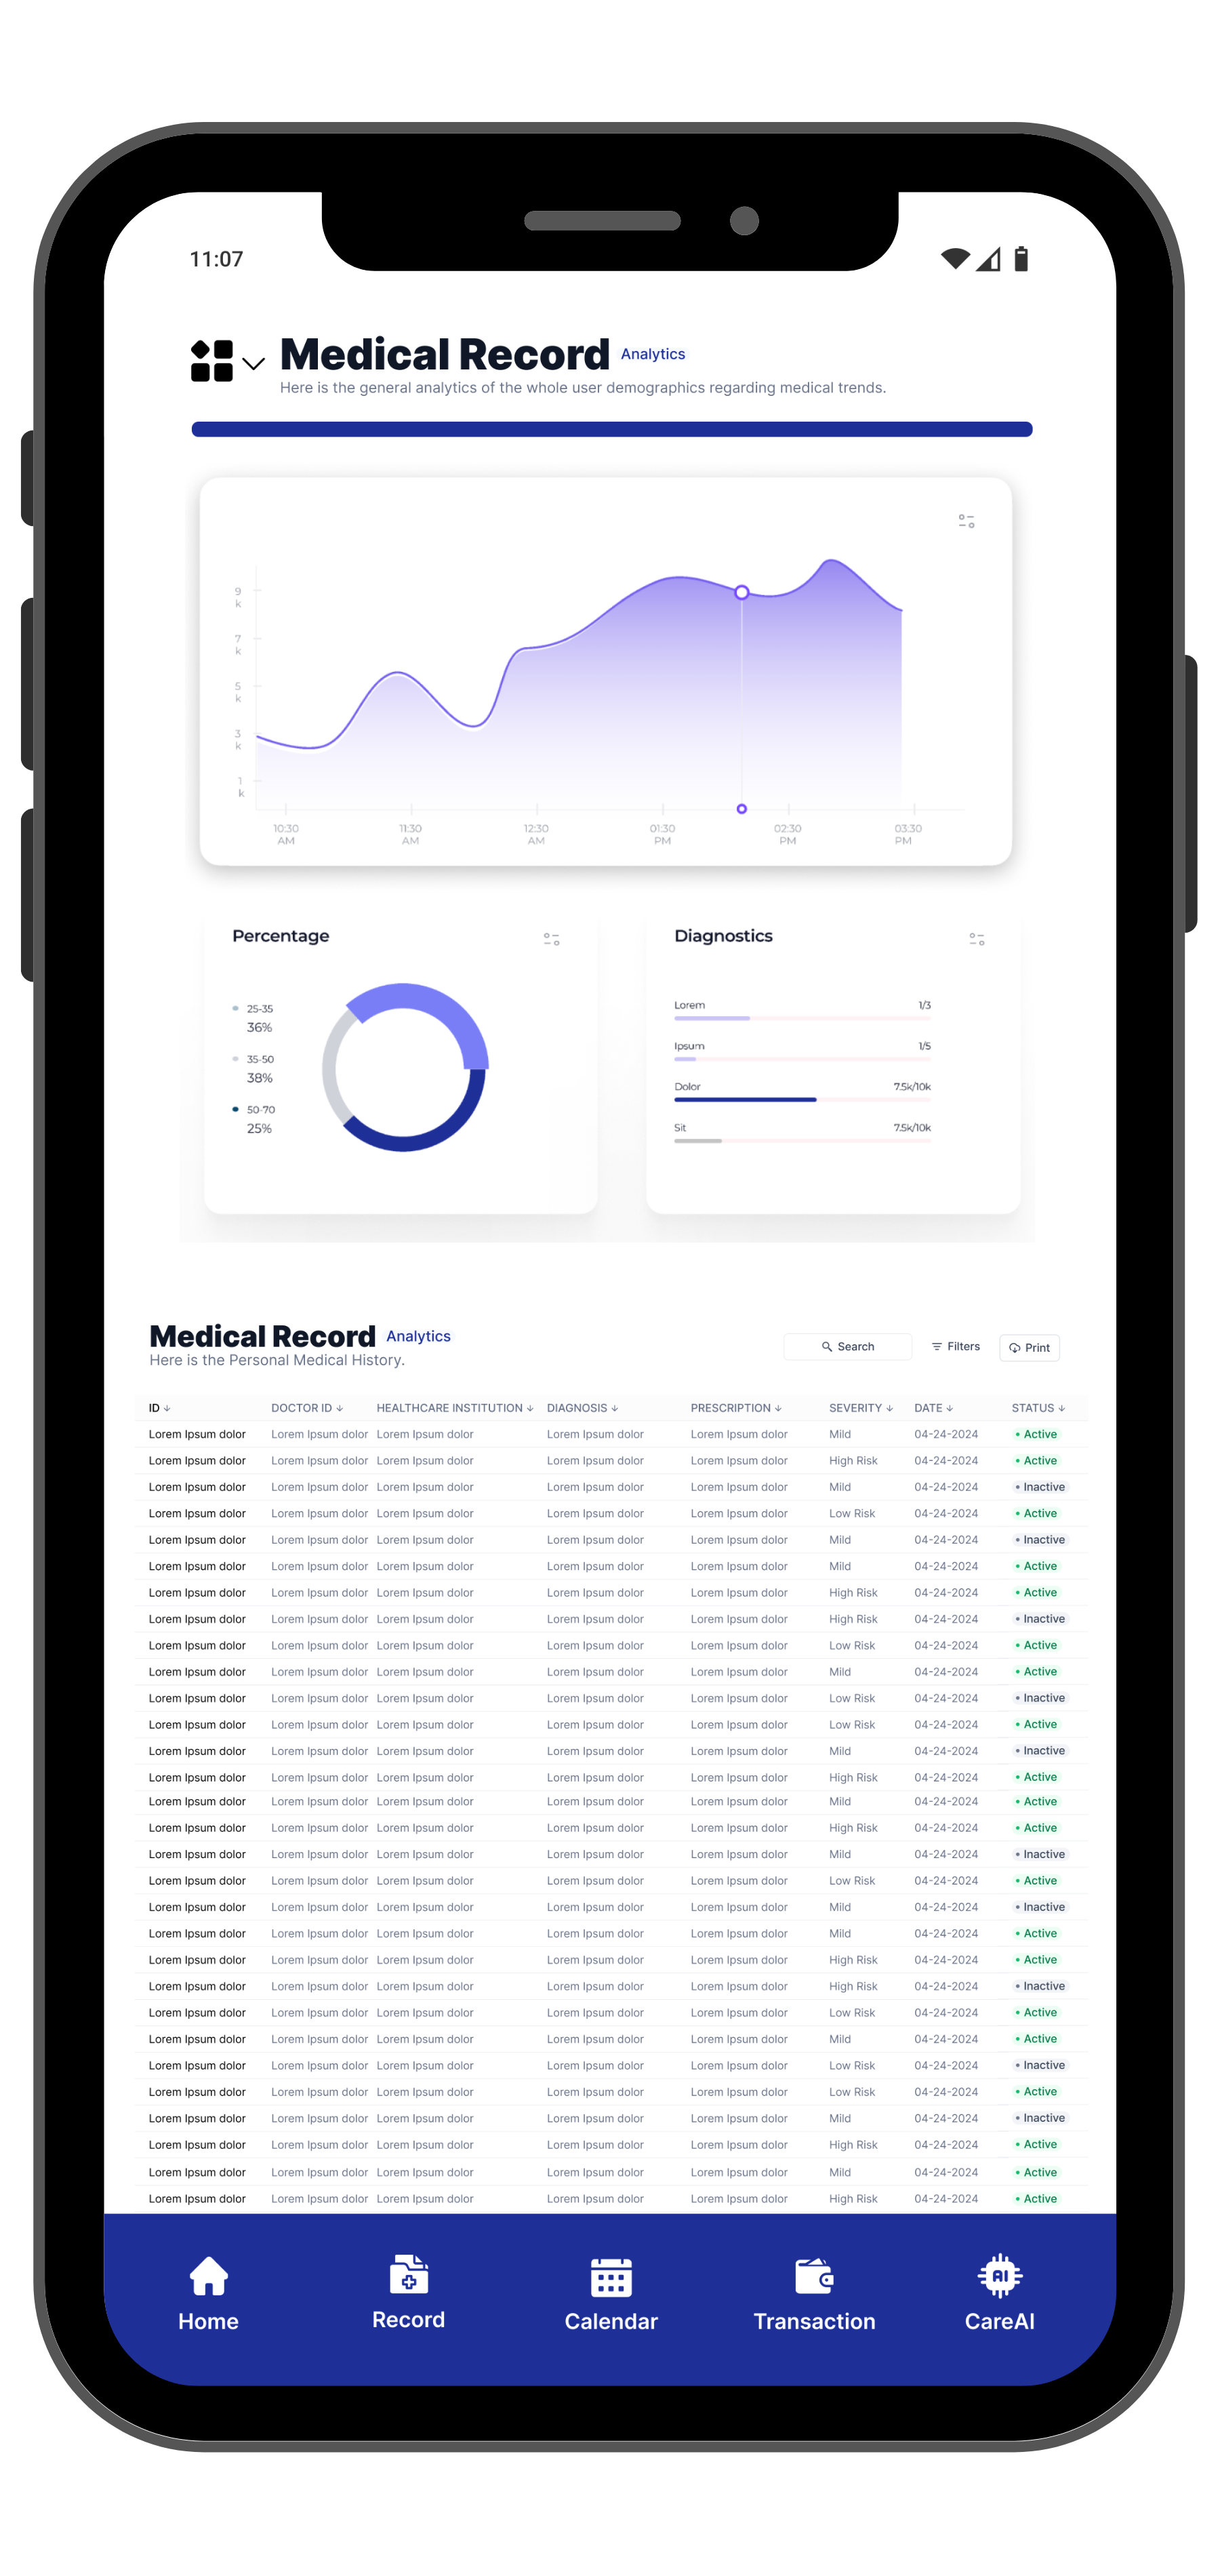 11:07
Medical Record Analytics
Here is the general analytics of the whole user demographics regarding medical trends.
9
k
7
k
5
k
3
k
1
k
10:30 11:30 12:30 01:30 02:30 03:30
AM AM AM PM PM PM
Percentage
25-35
36%
35-50
38%
50-70
25%
Diagnostics
Lorem 1/3
Ipsum 1/5
Dolor 7.5k/10k
Sit 7.5k/10k
Medical Record Analytics
Here is the Personal Medical History.
Search Filters Print
ID DOCTOR ID HEALTHCARE INSTITUTION DIAGNOSIS PRESCRIPTION SEVERITY DATE STATUS
Lorem Ipsum dolor Lorem Ipsum dolor Lorem Ipsum dolor Lorem Ipsum dolor Lorem Ipsum dolor Mild 04-24-2024 Active
Lorem Ipsum dolor Lorem Ipsum dolor Lorem Ipsum dolor Lorem Ipsum dolor Lorem Ipsum dolor High Risk 04-24-2024 Active
Lorem Ipsum dolor Lorem Ipsum dolor Lorem Ipsum dolor Lorem Ipsum dolor Lorem Ipsum dolor Mild 04-24-2024 Inactive
Lorem Ipsum dolor Lorem Ipsum dolor Lorem Ipsum dolor Lorem Ipsum dolor Lorem Ipsum dolor Low Risk 04-24-2024 Active
Lorem Ipsum dolor Lorem Ipsum dolor Lorem Ipsum dolor Lorem Ipsum dolor Lorem Ipsum dolor Mild 04-24-2024 Inactive
Lorem Ipsum dolor Lorem Ipsum dolor Lorem Ipsum dolor Lorem Ipsum dolor Lorem Ipsum dolor Mild 04-24-2024 Active
Lorem Ipsum dolor Lorem Ipsum dolor Lorem Ipsum dolor Lorem Ipsum dolor Lorem Ipsum dolor High Risk 04-24-2024 Active
Lorem Ipsum dolor Lorem Ipsum dolor Lorem Ipsum dolor Lorem Ipsum dolor Lorem Ipsum dolor High Risk 04-24-2024 Inactive
Lorem Ipsum dolor Lorem Ipsum dolor Lorem Ipsum dolor Lorem Ipsum dolor Lorem Ipsum dolor Low Risk 04-24-2024 Active
Lorem Ipsum dolor Lorem Ipsum dolor Lorem Ipsum dolor Lorem Ipsum dolor Lorem Ipsum dolor Mild 04-24-2024 Active
Lorem Ipsum dolor Lorem Ipsum dolor Lorem Ipsum dolor Lorem Ipsum dolor Lorem Ipsum dolor Low Risk 04-24-2024 Inactive
Lorem Ipsum dolor Lorem Ipsum dolor Lorem Ipsum dolor Lorem Ipsum dolor Lorem Ipsum dolor Low Risk 04-24-2024 Active
Lorem Ipsum dolor Lorem Ipsum dolor Lorem Ipsum dolor Lorem Ipsum dolor Lorem Ipsum dolor Mild 04-24-2024 Inactive
Lorem Ipsum dolor Lorem Ipsum dolor Lorem Ipsum dolor Lorem Ipsum dolor Lorem Ipsum dolor High Risk 04-24-2024 Active
Lorem Ipsum dolor Lorem Ipsum dolor Lorem Ipsum dolor Lorem Ipsum dolor Lorem Ipsum dolor Mild 04-24-2024 Active
Lorem Ipsum dolor Lorem Ipsum dolor Lorem Ipsum dolor Lorem Ipsum dolor Lorem Ipsum dolor High Risk 04-24-2024 Active
Lorem Ipsum dolor Lorem Ipsum dolor Lorem Ipsum dolor Lorem Ipsum dolor Lorem Ipsum dolor Mild 04-24-2024 Inactive
Lorem Ipsum dolor Lorem Ipsum dolor Lorem Ipsum dolor Lorem Ipsum dolor Lorem Ipsum dolor Low Risk 04-24-2024 Active
Lorem Ipsum dolor Lorem Ipsum dolor Lorem Ipsum dolor Lorem Ipsum dolor Lorem Ipsum dolor Mild 04-24-2024 Inactive
Lorem Ipsum dolor Lorem Ipsum dolor Lorem Ipsum dolor Lorem Ipsum dolor Lorem Ipsum dolor Mild 04-24-2024 Active
Lorem Ipsum dolor Lorem Ipsum dolor Lorem Ipsum dolor Lorem Ipsum dolor Lorem Ipsum dolor High Risk 04-24-2024 Active
Lorem Ipsum dolor Lorem Ipsum dolor Lorem Ipsum dolor Lorem Ipsum dolor Lorem Ipsum dolor High Risk 04-24-2024 Inactive
Lorem Ipsum dolor Lorem Ipsum dolor Lorem Ipsum dolor Lorem Ipsum dolor Lorem Ipsum dolor Low Risk 04-24-2024 Active
Lorem Ipsum dolor Lorem Ipsum dolor Lorem Ipsum dolor Lorem Ipsum dolor Lorem Ipsum dolor Mild 04-24-2024 Active
Lorem Ipsum dolor Lorem Ipsum dolor Lorem Ipsum dolor Lorem Ipsum dolor Lorem Ipsum dolor Low Risk 04-24-2024 Inactive
Lorem Ipsum dolor Lorem Ipsum dolor Lorem Ipsum dolor Lorem Ipsum dolor Lorem Ipsum dolor Low Risk 04-24-2024 Active
Lorem Ipsum dolor Lorem Ipsum dolor Lorem Ipsum dolor Lorem Ipsum dolor Lorem Ipsum dolor Mild 04-24-2024 Inactive
Lorem Ipsum dolor Lorem Ipsum dolor Lorem Ipsum dolor Lorem Ipsum dolor Lorem Ipsum dolor High Risk 04-24-2024 Active
Lorem Ipsum dolor Lorem Ipsum dolor Lorem Ipsum dolor Lorem Ipsum dolor Lorem Ipsum dolor Mild 04-24-2024 Active
Lorem Ipsum dolor Lorem Ipsum dolor Lorem Ipsum dolor Lorem Ipsum dolor Lorem Ipsum dolor High Risk 04-24-2024 Active
AI
Home Record Calendar Transaction CareAI